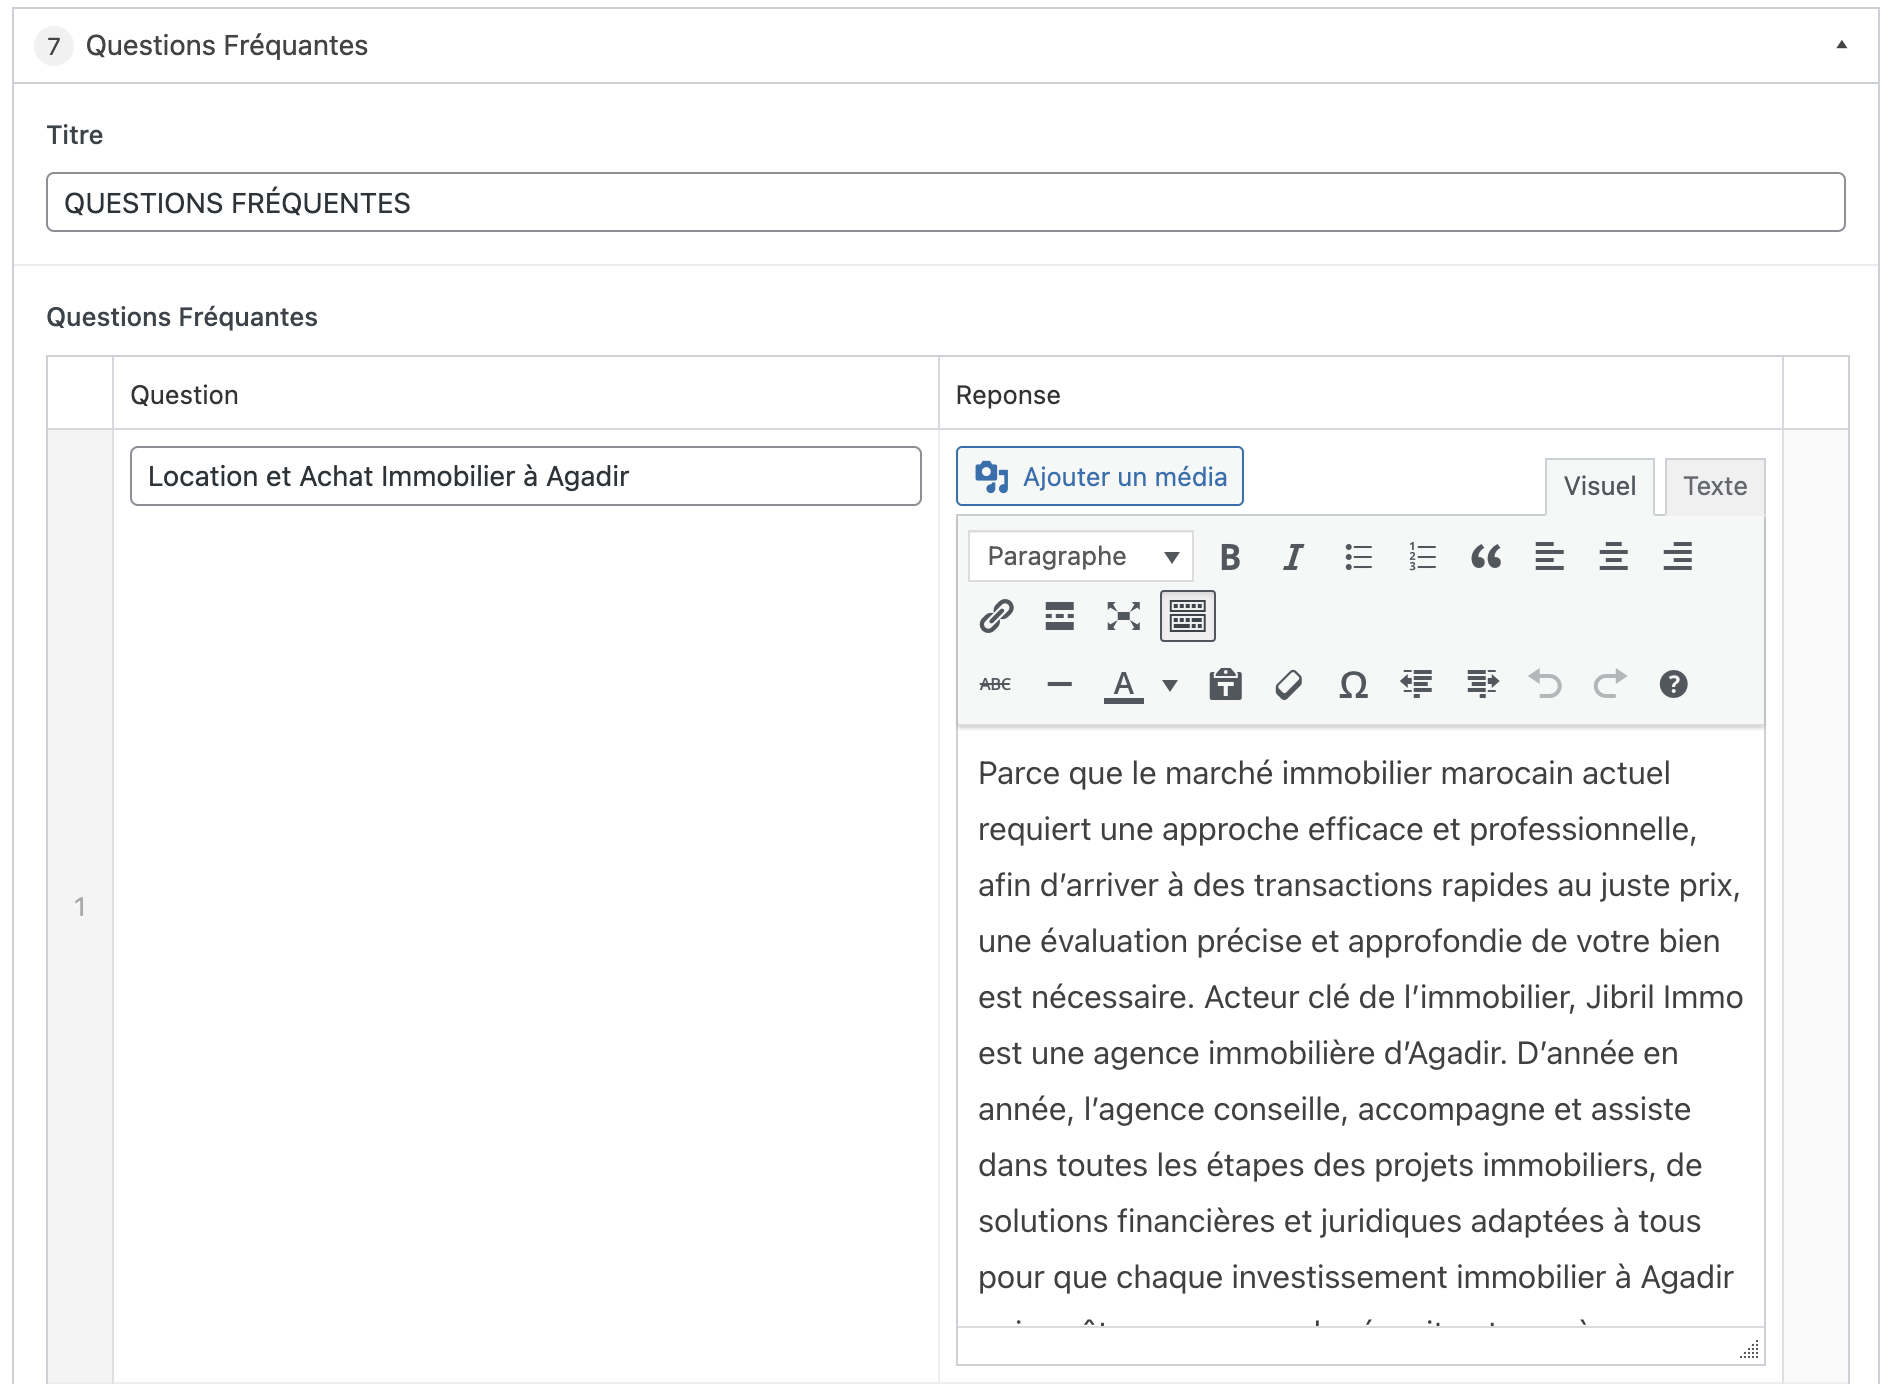 7 Questions Fréquantes
Titre
QUESTIONS FRÉQUENTES
Questions Fréquantes
Question Reponse
Location et Achat Immobilier à Agadir
Ajouter un média
Visuel Texte
Paragraphe
B I
ABC A T Ω ?
1
Parce que le marché immobilier marocain actuel
requiert une approche efficace et professionnelle,
afin d’arriver à des transactions rapides au juste prix,
une évaluation précise et approfondie de votre bien
est nécessaire. Acteur clé de l’immobilier, Jibril Immo
est une agence immobilière d’Agadir. D’année en
année, l’agence conseille, accompagne et assiste
dans toutes les étapes des projets immobiliers, de
solutions financières et juridiques adaptées à tous
pour que chaque investissement immobilier à Agadir